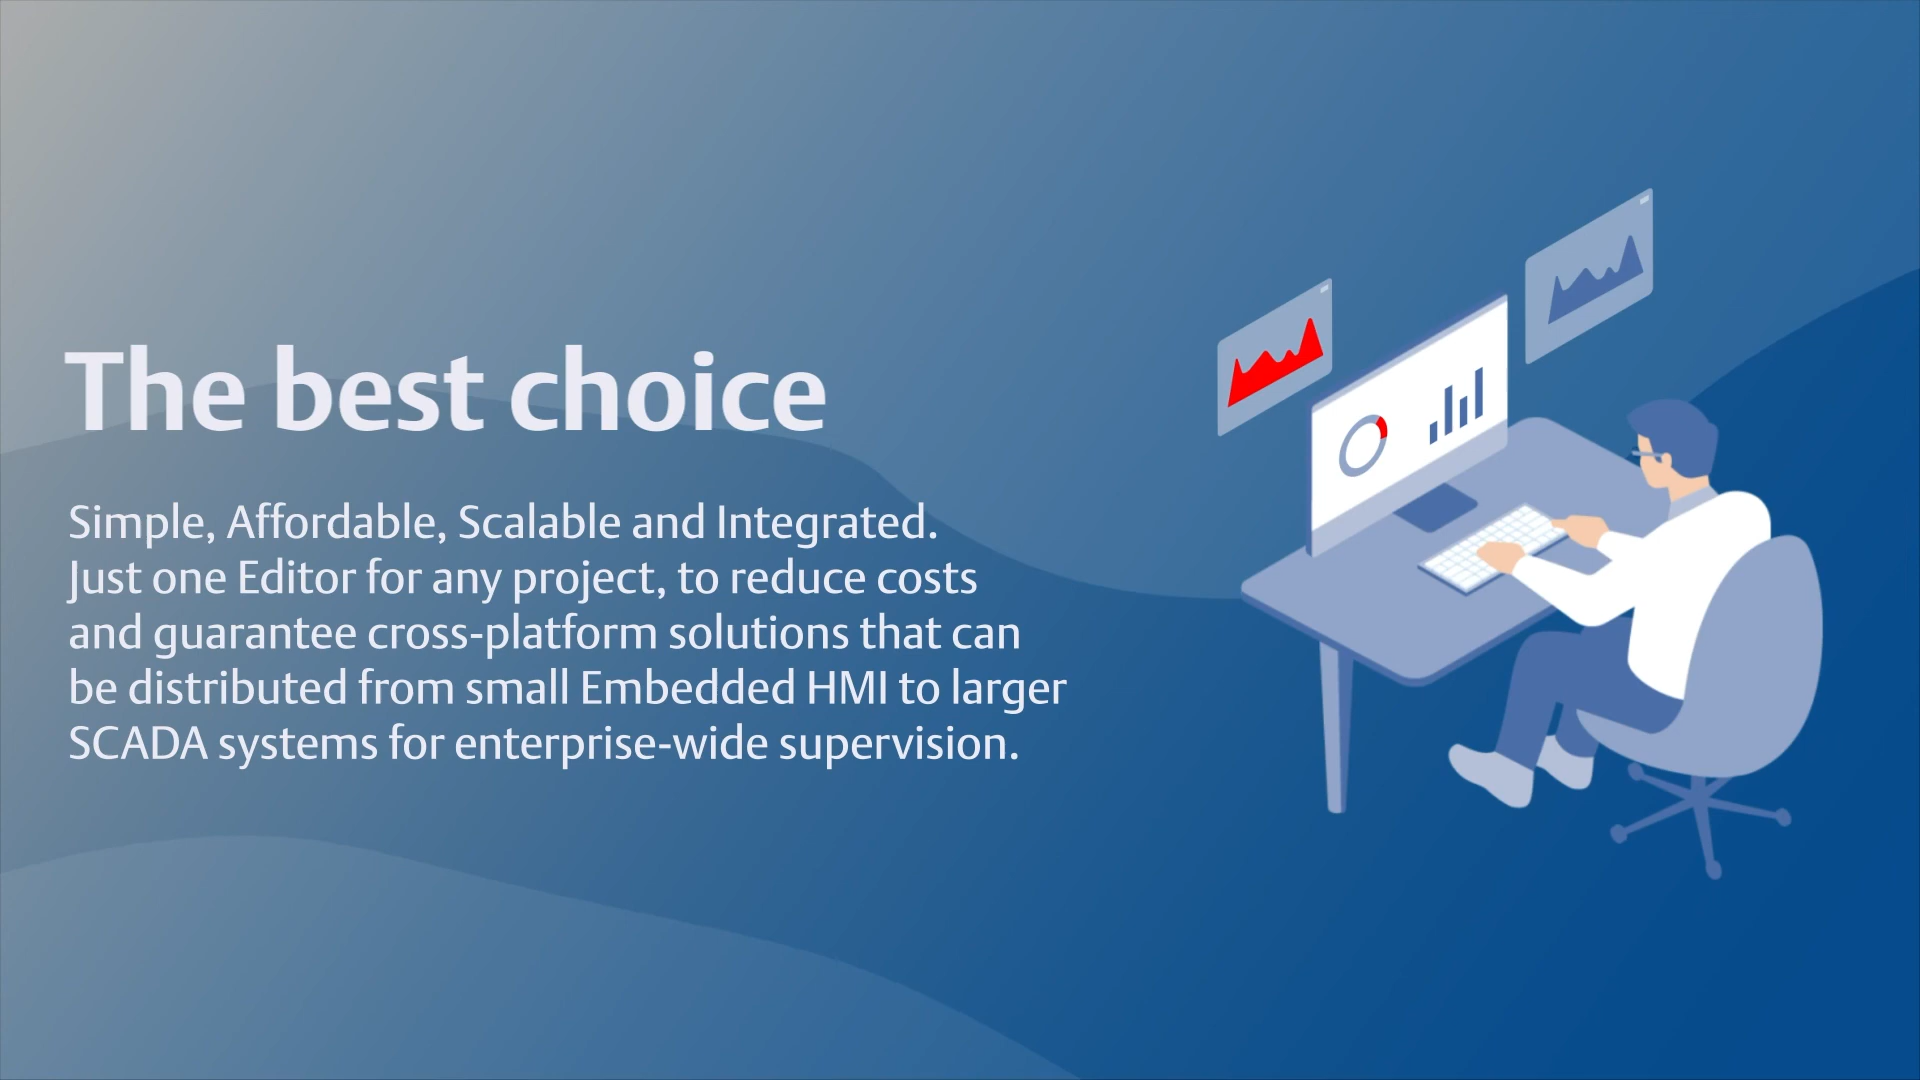 The best choice
Simple, Affordable, Scalable and Integrated.
Just one Editor for any project, to reduce costs
and guarantee cross-platform solutions that can
be distributed from small Embedded HMI to larger
SCADA systems for enterprise-wide supervision.